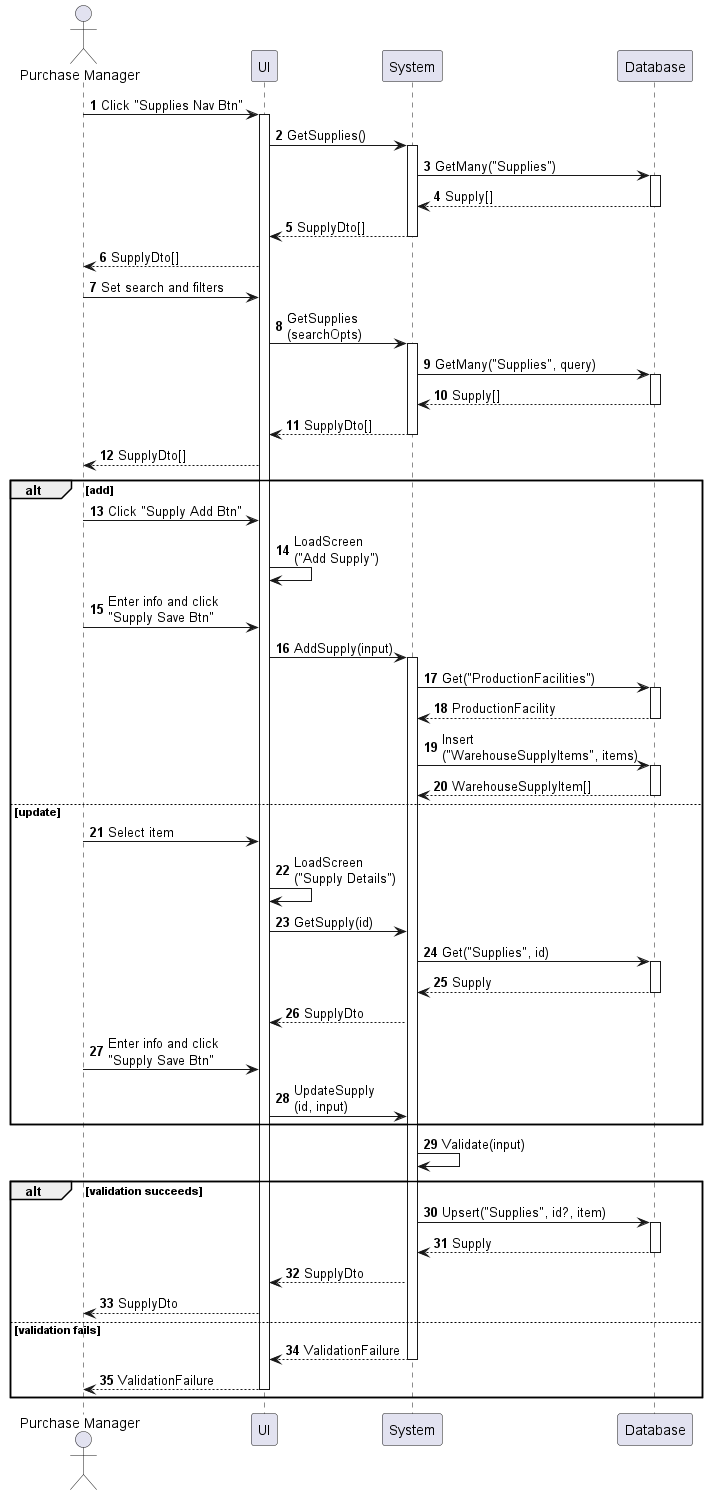 Purchase Manager
UI
System
Database
1 Click "Supplies Nav Btn"
2 GetSupplies()
3 GetMany("Supplies")
4 Supply[]
5 SupplyDto[]
6 SupplyDto[]
7 Set search and filters
8 GetSupplies
(searchOpts)
9 GetMany("Supplies", query)
10 Supply[]
11 SupplyDto[]
12 SupplyDto[]
alt [add]
13 Click "Supply Add Btn"
14 LoadScreen
("Add Supply")
15 Enter info and click
"Supply Save Btn"
16 AddSupply(input)
17 Get("ProductionFacilities")
18 ProductionFacility
19 Insert
("WarehouseSupplyItems", items)
20 WarehouseSupplyItem[]
[update]
21 Select item
22 LoadScreen
("Supply Details")
23 GetSupply(id)
24 Get("Supplies", id)
25 Supply
26 SupplyDto
27 Enter info and click
"Supply Save Btn"
28 UpdateSupply
(id, input)
29 Validate(input)
alt [validation succeeds]
30 Upsert("Supplies", id?, item)
31 Supply
32 SupplyDto
33 SupplyDto
[validation fails]
34 ValidationFailure
35 ValidationFailure
Purchase Manager
UI
System
Database